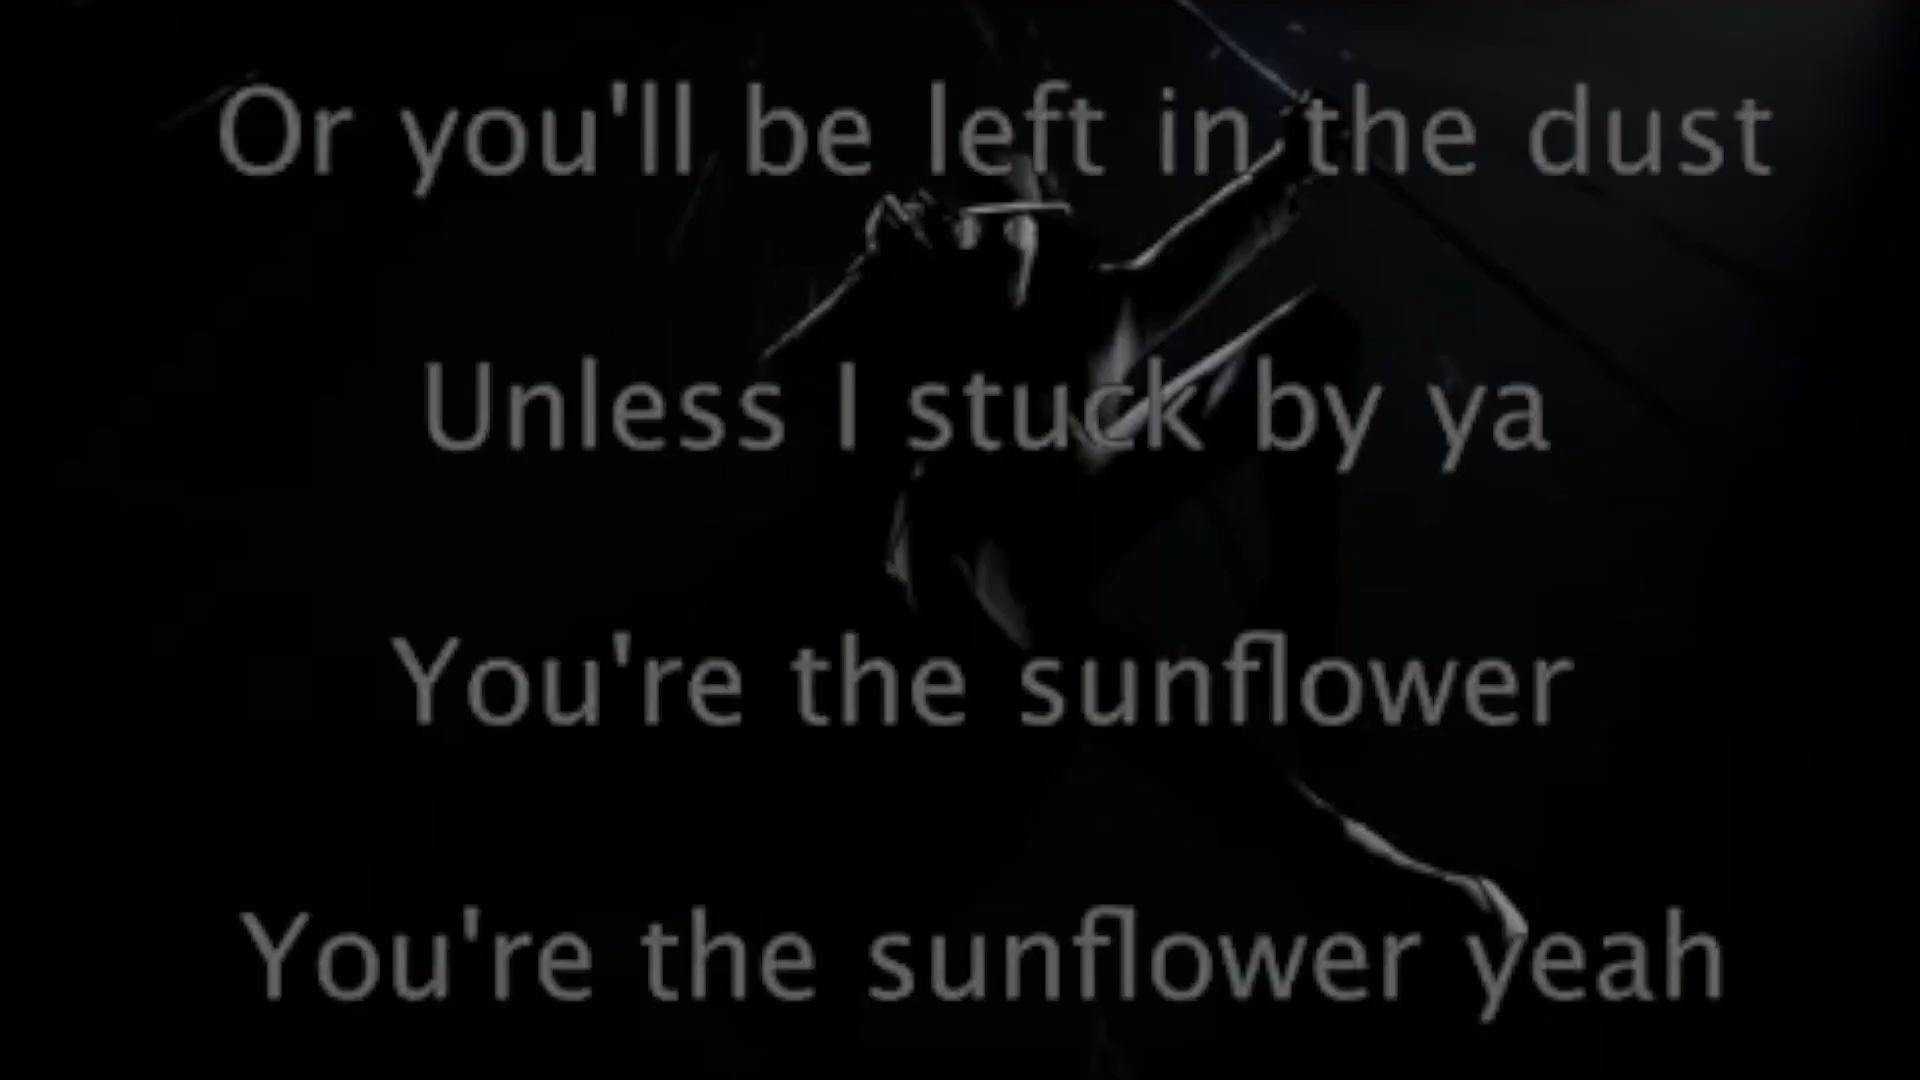 Or you'll be left in the dust
Unless I stuck by ya
You're the sunflower
You're the sunflower yeah